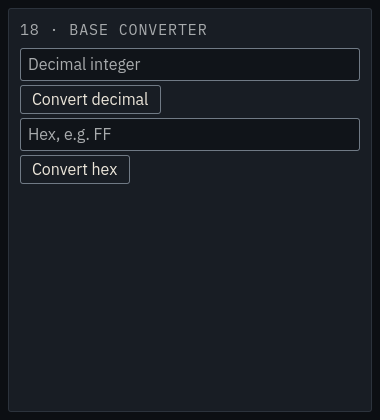 18 · BASE CONVERTER
Decimal integer
Convert decimal
Hex, e.g. FF
Convert hex